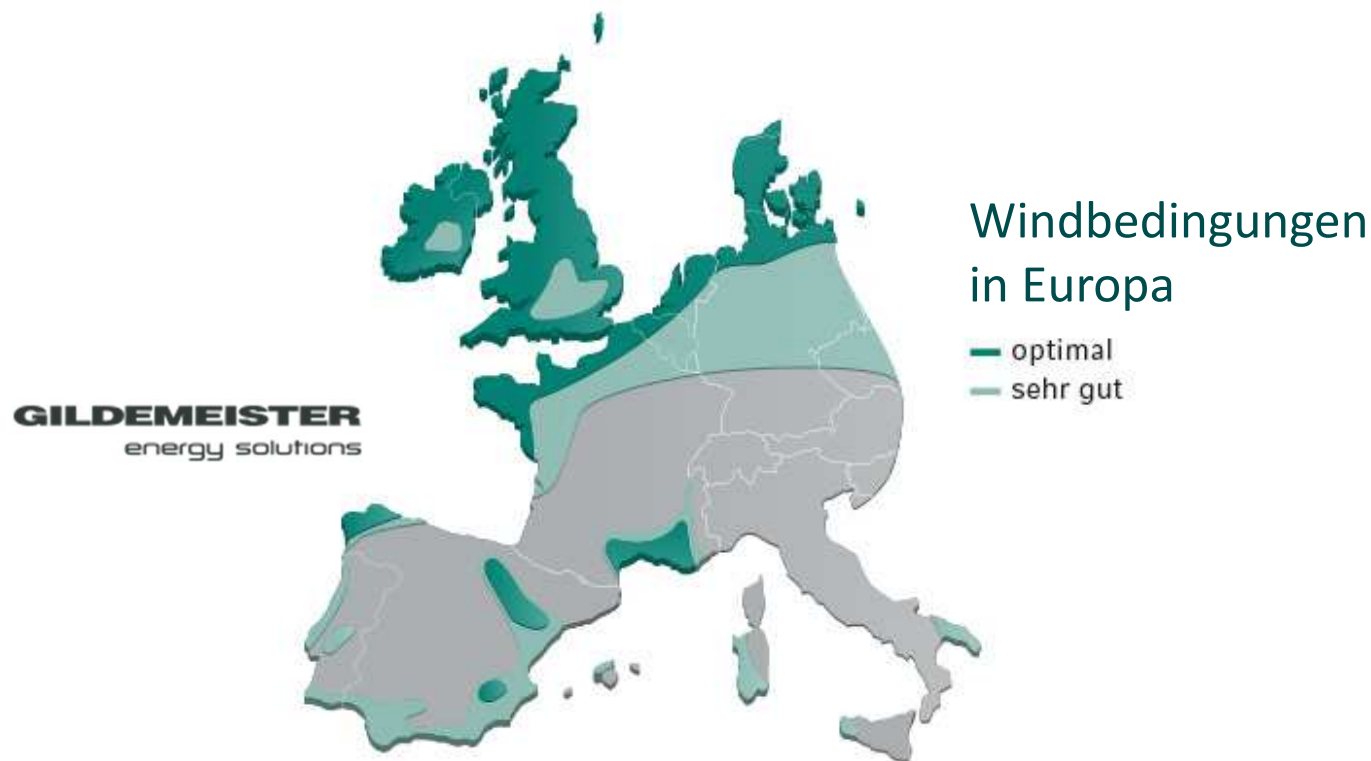 Windbedingungen
in Europa
optimal
sehr gut
GILDEMEISTER
energy solutions